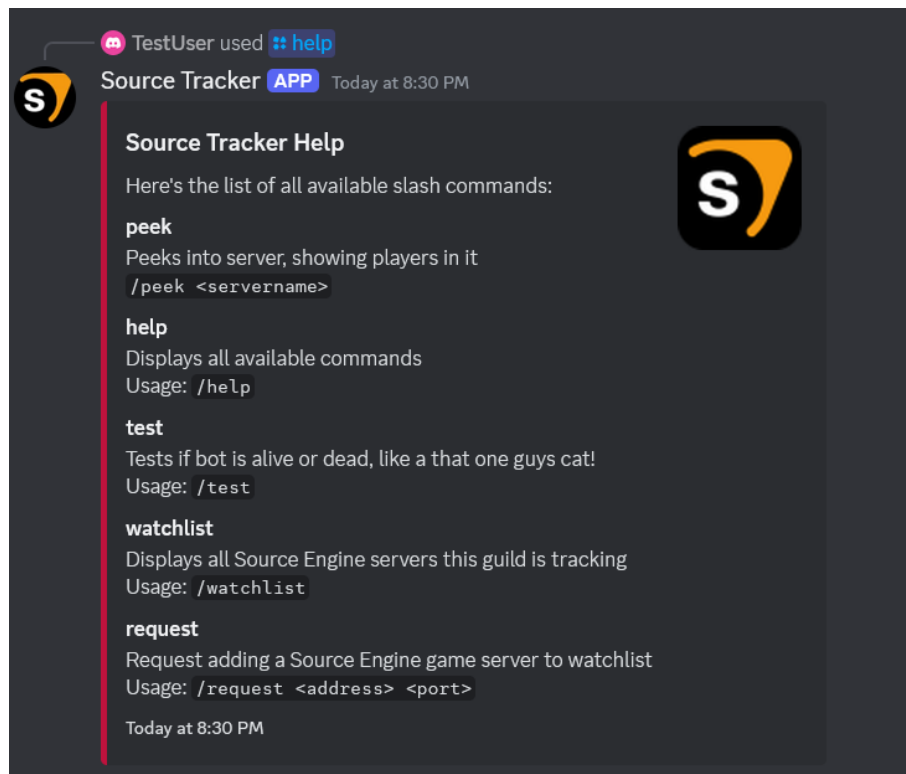 TestUser used help
Source Tracker APP Today at 8:30 PM
S
Source Tracker Help
S
Here's the list of all available slash commands:
peek
Peeks into server, showing players in it
/peek <servername>
help
Displays all available commands
Usage: /help
test
Tests if bot is alive or dead, like a that one guys cat!
Usage: /test
watchlist
Displays all Source Engine servers this guild is tracking
Usage: /watchlist
request
Request adding a Source Engine game server to watchlist
Usage: /request <address> <port>
Today at 8:30 PM